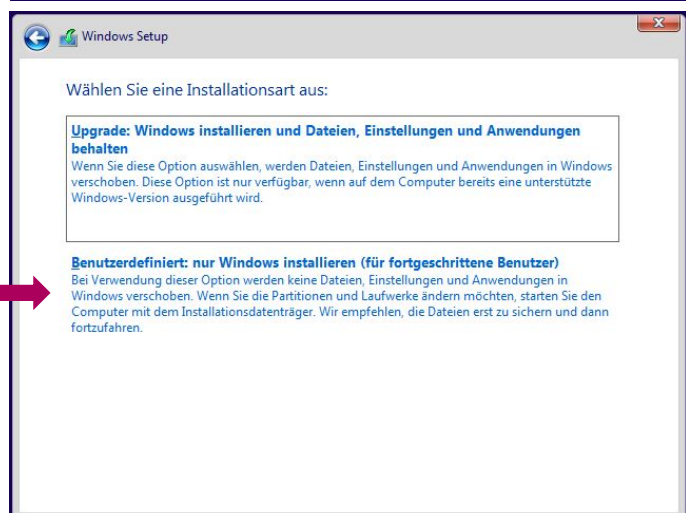 Windows Setup
Wählen Sie eine Installationsart aus:
Upgrade: Windows installieren und Dateien, Einstellungen und Anwendungen
behalten
Wenn Sie diese Option auswählen, werden Dateien, Einstellungen und Anwendungen in Windows
verschoben. Diese Option ist nur verfügbar, wenn auf dem Computer bereits eine unterstützte
Windows-Version ausgeführt wird.
Benutzerdefiniert: nur Windows installieren (für fortgeschrittene Benutzer)
Bei Verwendung dieser Option werden keine Dateien, Einstellungen und Anwendungen in
Windows verschoben. Wenn Sie die Partitionen und Laufwerke ändern möchten, starten Sie den
Computer mit dem Installationsdatenträger. Wir empfehlen, die Dateien erst zu sichern und dann
fortzufahren.